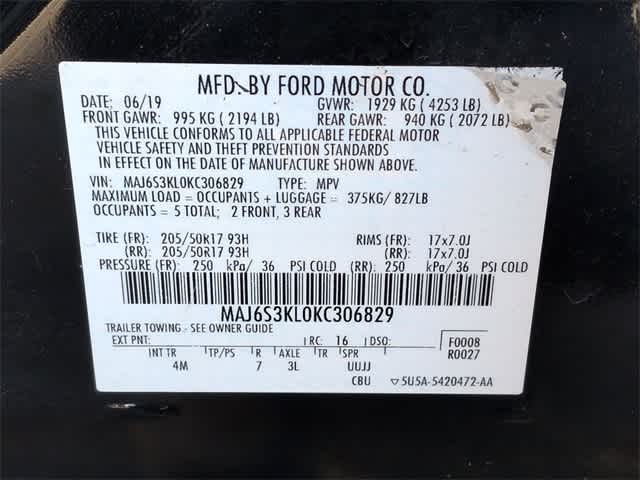 MFD. BY FORD MOTOR CO.
DATE: 06/19 GVWR: 1929 KG ( 4253 LB)
FRONT GAWR: 995 KG ( 2194 LB) REAR GAWR: 940 KG ( 2072 LB)
THIS VEHICLE CONFORMS TO ALL APPLICABLE FEDERAL MOTOR
VEHICLE SAFETY AND THEFT PREVENTION STANDARDS
IN EFFECT ON THE DATE OF MANUFACTURE SHOWN ABOVE.
VIN: MAJ6S3KL0KC306829 TYPE: MPV
MAXIMUM LOAD = OCCUPANTS + LUGGAGE = 375KG/ 827LB
OCCUPANTS = 5 TOTAL; 2 FRONT, 3 REAR
TIRE (FR): 205/50R17 93H RIMS (FR): 17x7.0J
(RR): 205/50R17 93H (RR): 17x7.0J
PRESSURE (FR): 250 kPa/ 36 PSI COLD (RR): 250 kPa/ 36 PSI COLD
MAJ6S3KL0KC306829
TRAILER TOWING - SEE OWNER GUIDE
EXT PNT: RC: 16 DSO: F0008
INT TR TP/PS R AXLE TR SPR R0027
4M 7 3L UUJJ
CBU 5U5A-5420472-AA